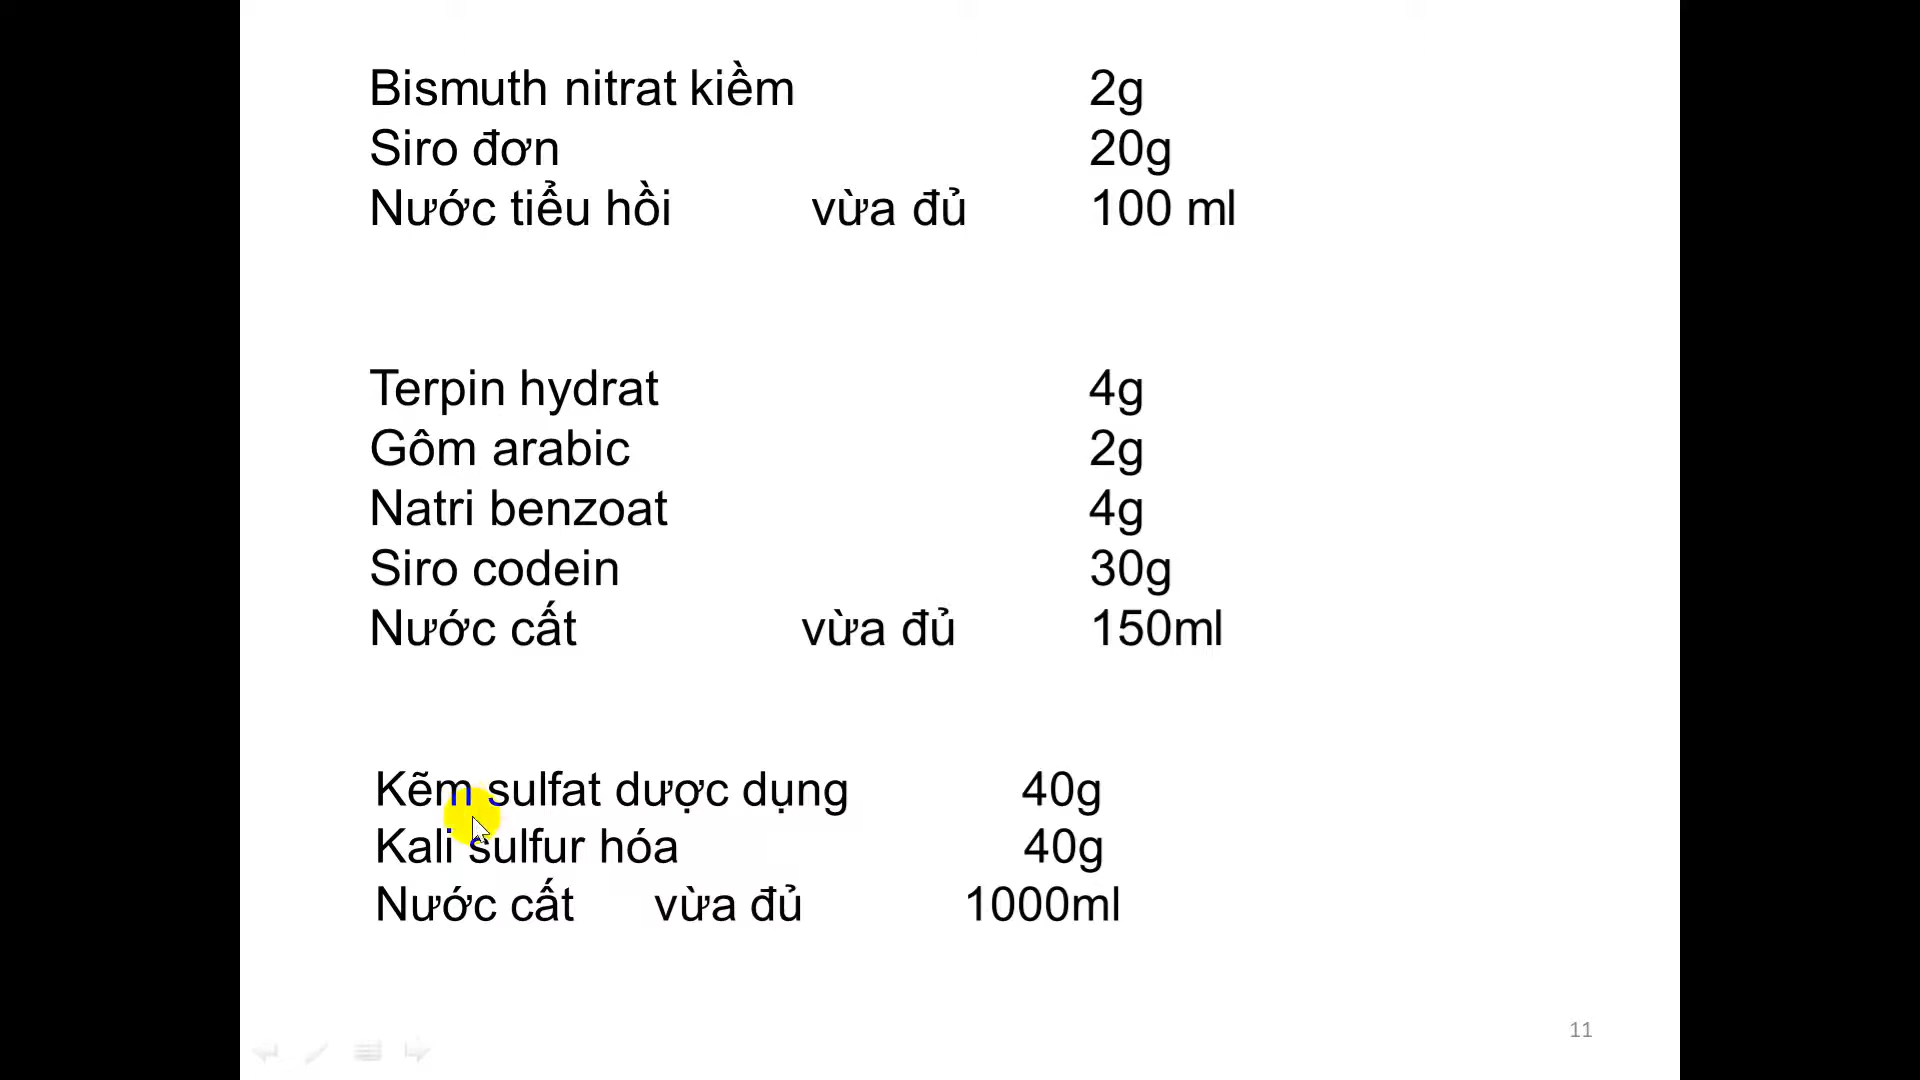 Bismuth nitrat kiềm 2g
Siro đơn 20g
Nước tiểu hồi vừa đủ 100 ml
Terpin hydrat 4g
Gôm arabic 2g
Natri benzoat 4g
Siro codein 30g
Nước cất vừa đủ 150ml
Kẽm sulfat dược dụng 40g
Kali sulfur hóa 40g
Nước cất vừa đủ 1000ml
11